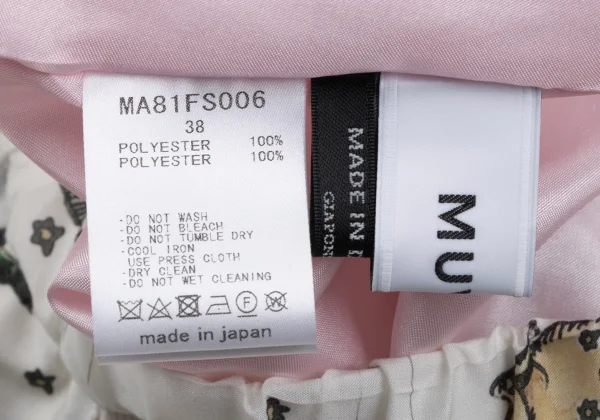 MA81FS006
38
POLYESTER 100%
POLYESTER 100%
-DO NOT WASH
-DO NOT BLEACH
-DO NOT TUMBLE DRY
-COOL IRON
USE PRESS CLOTH
-DRY CLEAN
-DO NOT WET CLEANING
F
made in japan
MADE IN
GIAPON
MU